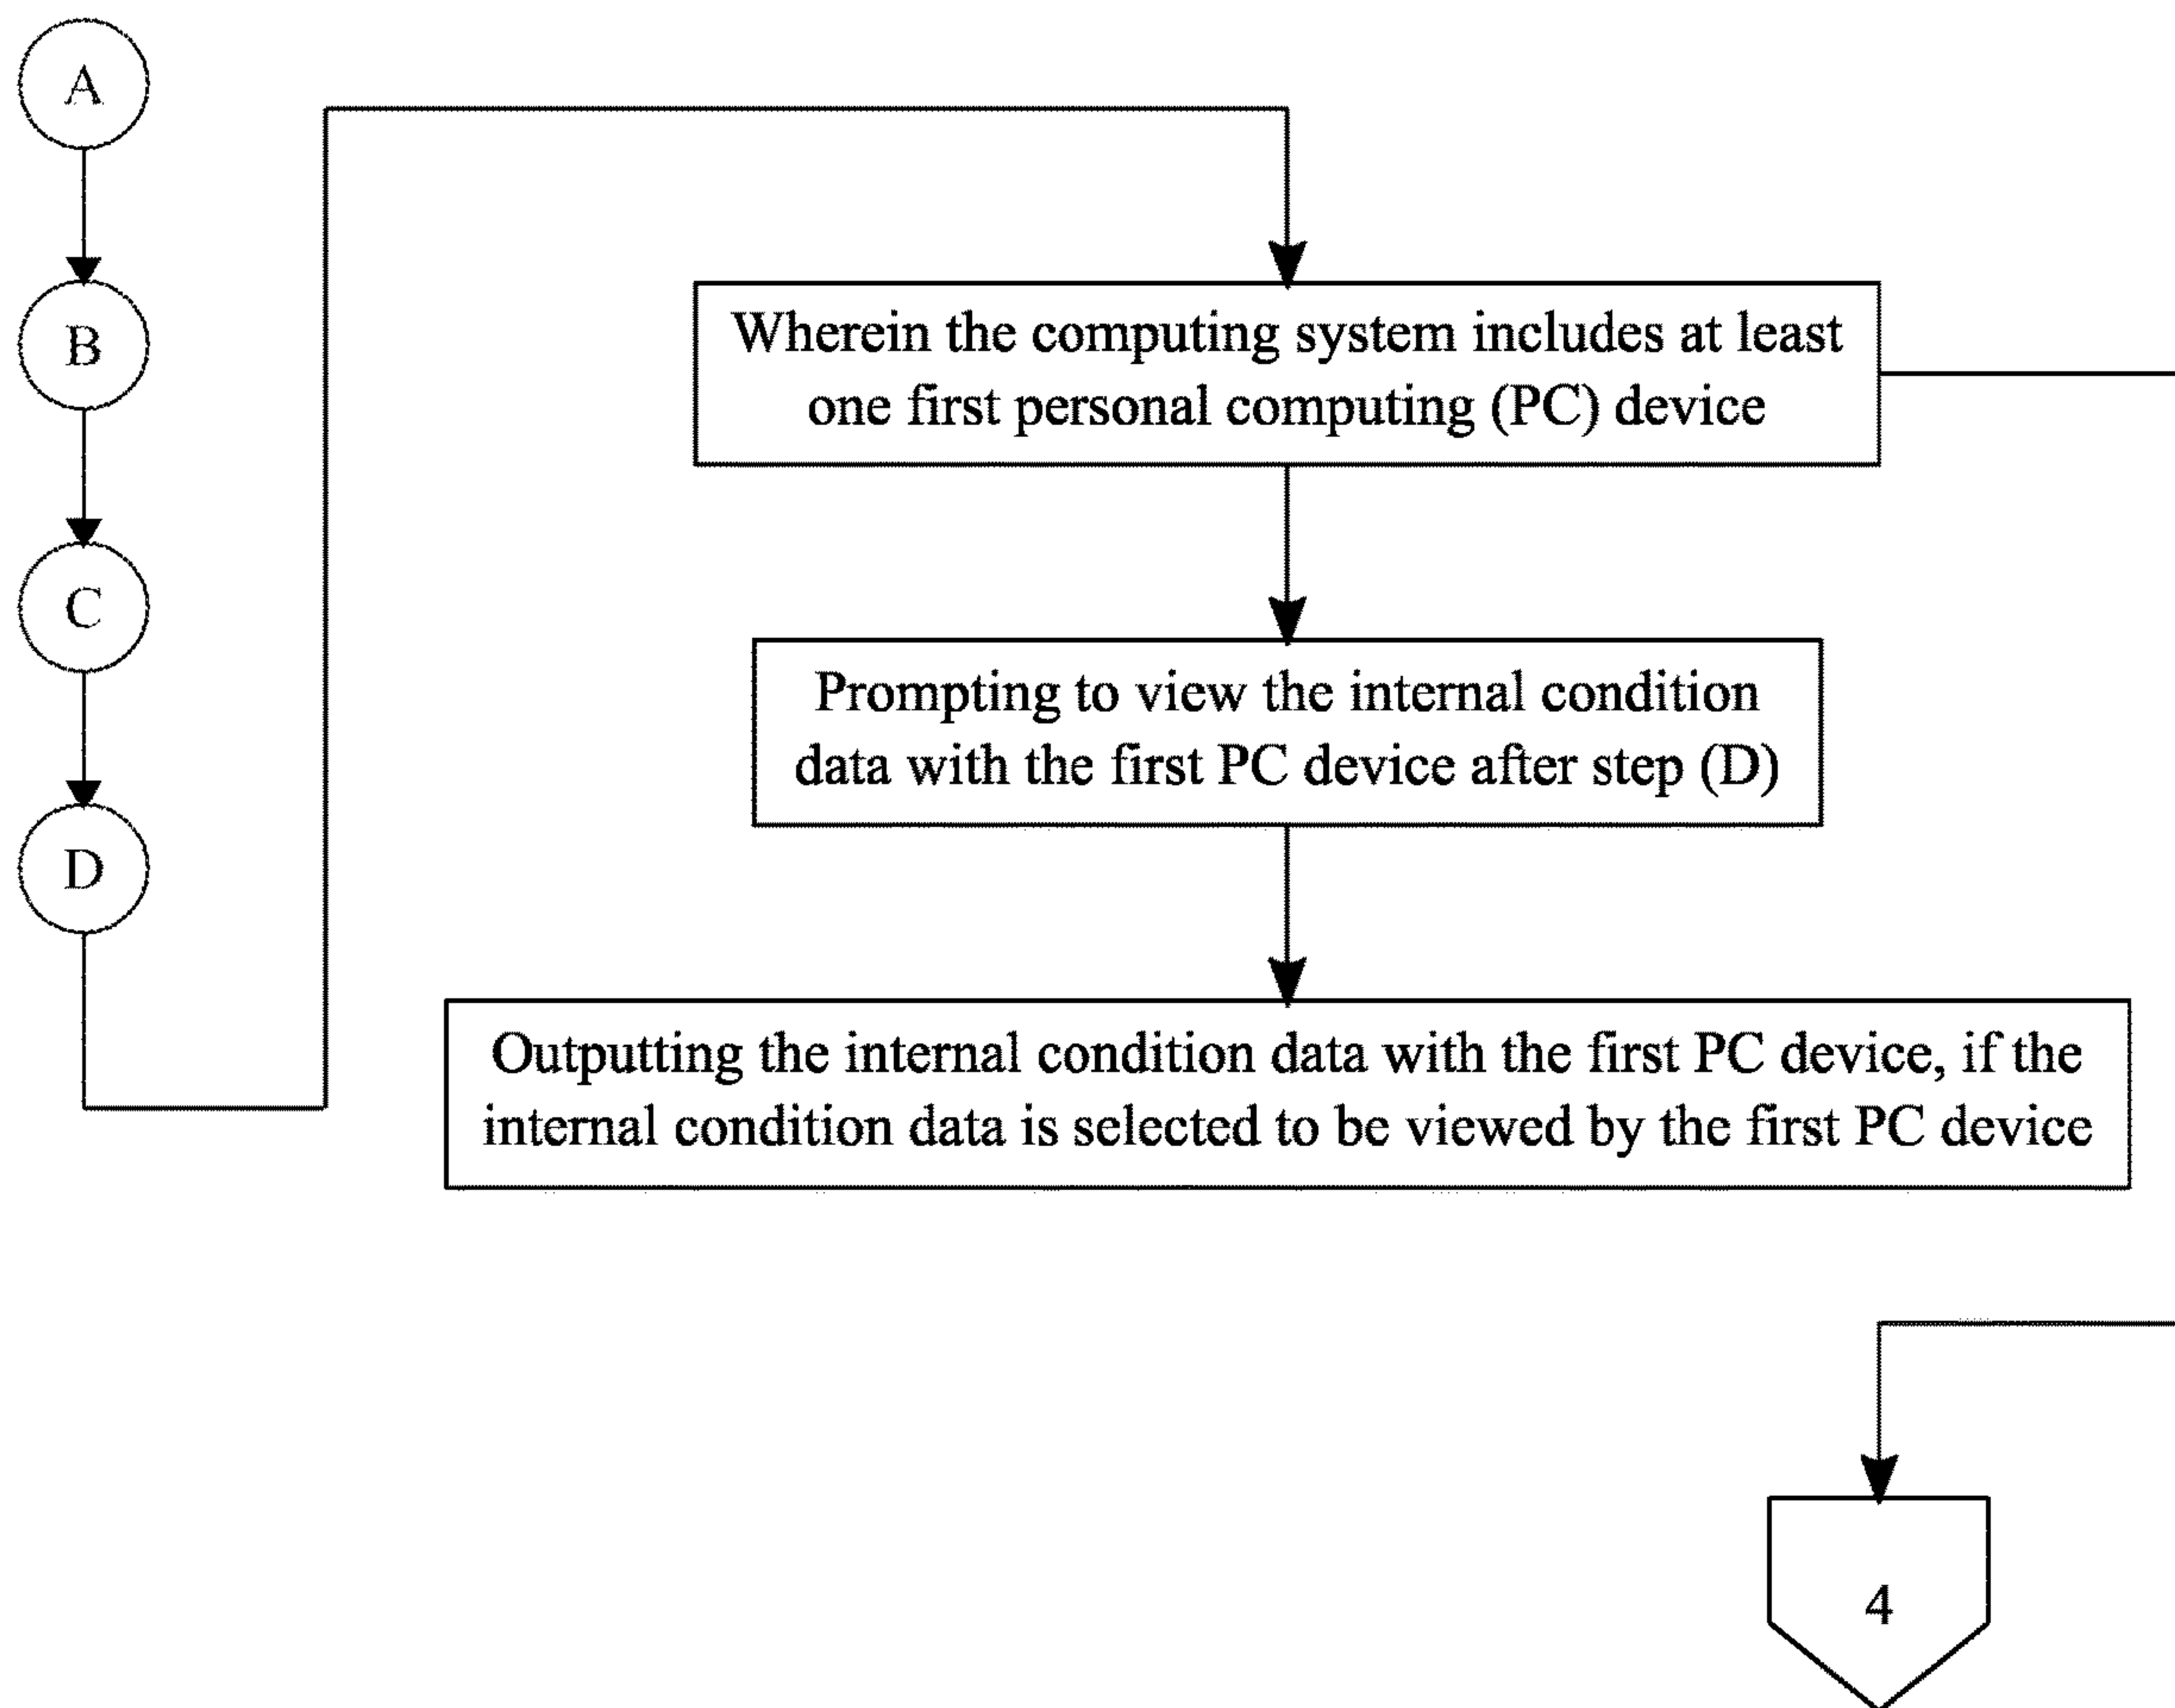 A
B
C
D
Wherein the computing system includes at least
one first personal computing (PC) device
Prompting to view the internal condition
data with the first PC device after step (D)
Outputting the internal condition data with the first PC device, if the
internal condition data is selected to be viewed by the first PC device
4